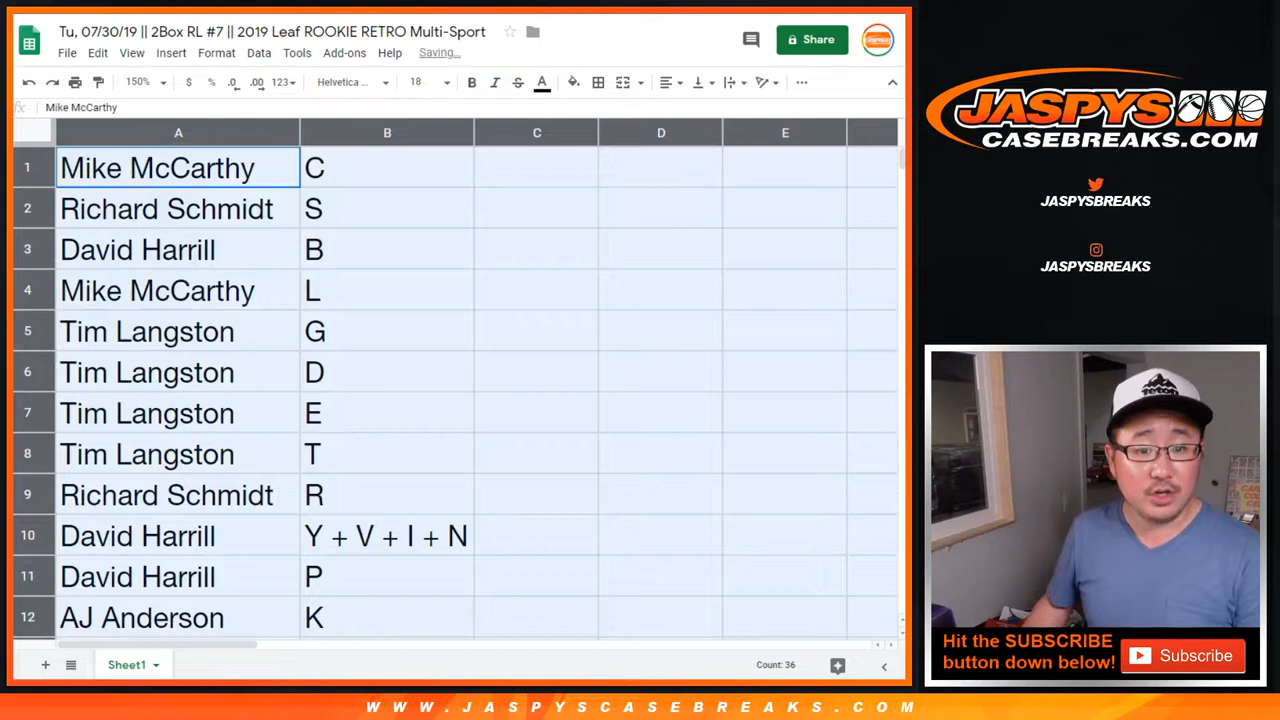 Tu, 07/30/19 || 2Box RL #7 || 2019 Leaf ROOKIE RETRO Multi-Sport
File Edit View Insert Format Data Tools Add-ons Help Saving…
Share
150% $ % .0 .00 123 Helvetica ... 18 B I S A
fx Mike McCarthy
A B C D E
1 Mike McCarthy C
2 Richard Schmidt S
3 David Harrill B
4 Mike McCarthy L
5 Tim Langston G
6 Tim Langston D
7 Tim Langston E
8 Tim Langston T
9 Richard Schmidt R
10 David Harrill Y + V + I + N
11 David Harrill P
12 AJ Anderson K
Sheet1
Count: 36
JASPYS
CASEBREAKS.COM
JASPYSBREAKS
JASPYSBREAKS
Hit the SUBSCRIBE
button down below!
Subscribe
WWW.JASPYSCASEBREAKS.COM